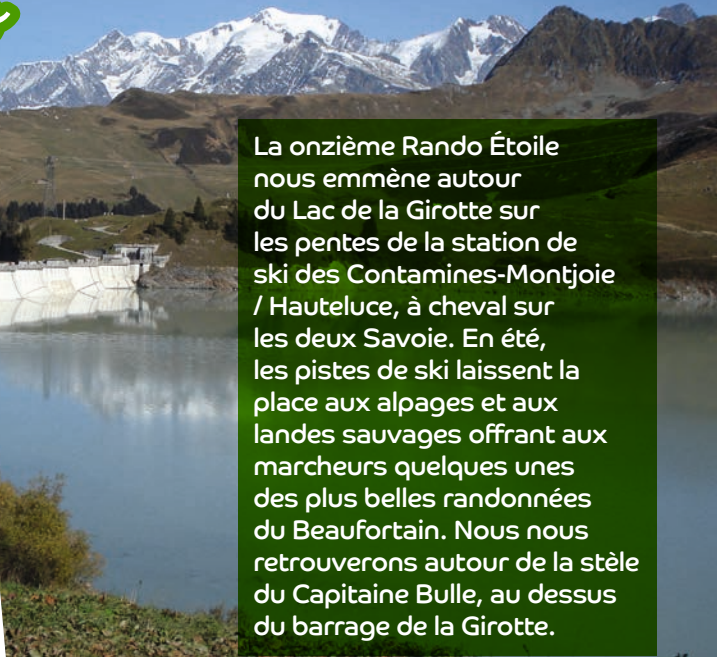 La onzième Rando Étoile
nous emmène autour
du Lac de la Girotte sur
les pentes de la station de
ski des Contamines-Montjoie
/ Hauteluce, à cheval sur
les deux Savoie. En été,
les pistes de ski laissent la
place aux alpages et aux
landes sauvages offrant aux
marcheurs quelques unes
des plus belles randonnées
du Beaufortain. Nous nous
retrouverons autour de la stèle
du Capitaine Bulle, au dessus
du barrage de la Girotte.